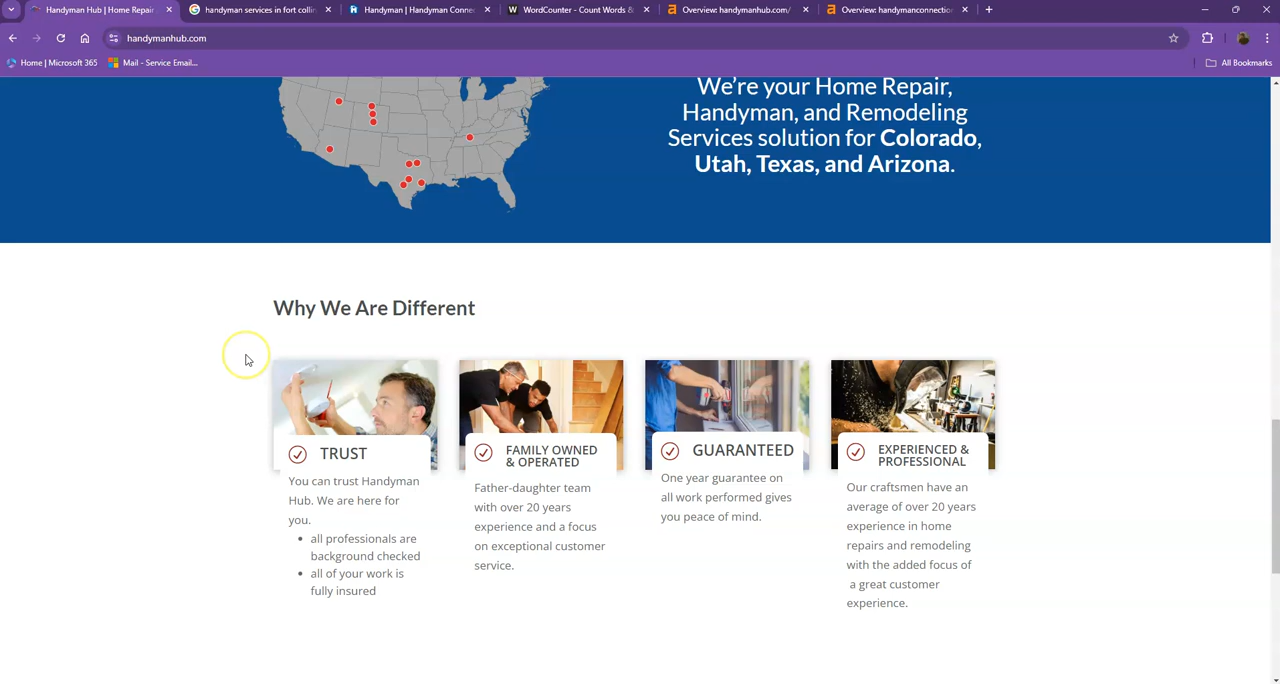 Handyman Hub | Home Repair
handyman services in fort collin
Handyman | Handyman Connec
WordCounter - Count Words &
Overview: handymanhub.com/
Overview: handymanconnectio
handymanhub.com
Home | Microsoft 365
Mail - Service Email...
All Bookmarks
We're your Home Repair,
Handyman, and Remodeling
Services solution for Colorado,
Utah, Texas, and Arizona.
Why We Are Different
TRUST
You can trust Handyman
Hub. We are here for
you.
• all professionals are
background checked
• all of your work is
fully insured
FAMILY OWNED
& OPERATED
Father-daughter team
with over 20 years
experience and a focus
on exceptional customer
service.
GUARANTEED
One year guarantee on
all work performed gives
you peace of mind.
EXPERIENCED &
PROFESSIONAL
Our craftsmen have an
average of over 20 years
experience in home
repairs and remodeling
with the added focus of
a great customer
experience.